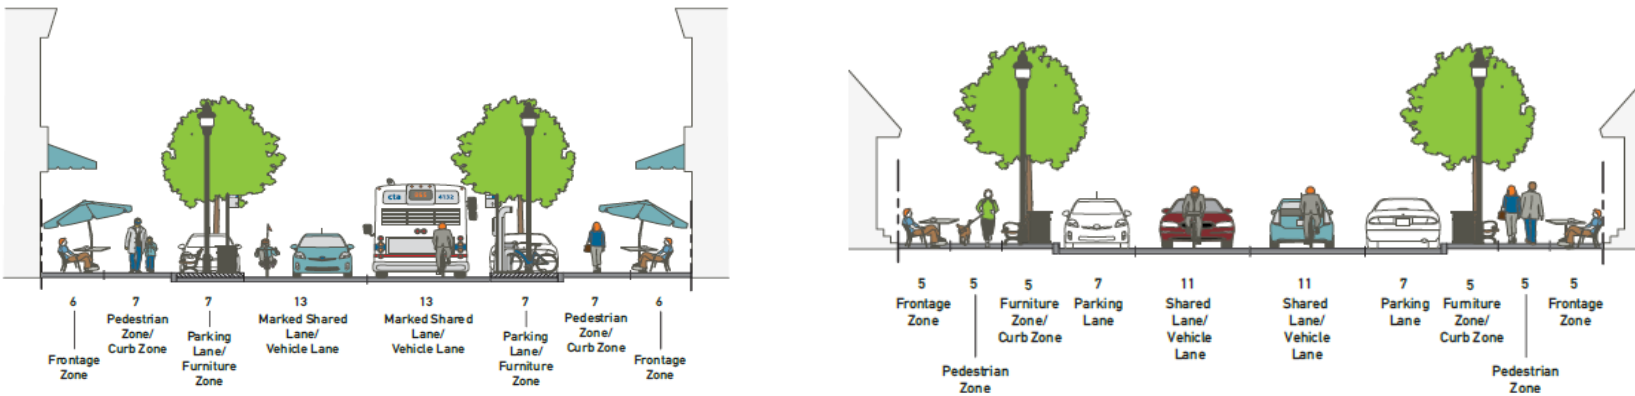 cta
4132
6
7
7
13
13
7
7
6
Frontage
Zone
Pedestrian
Zone/
Curb Zone
Parking
Lane/
Furniture
Zone
Marked Shared
Lane/
Vehicle Lane
Marked Shared
Lane/
Vehicle Lane
Parking
Lane/
Furniture
Zone
Pedestrian
Zone/
Curb Zone
Frontage
Zone
5
5
5
7
11
11
7
5
5
5
Frontage
Zone
Pedestrian
Zone
Furniture
Zone/
Curb Zone
Parking
Lane
Shared
Lane/
Vehicle
Lane
Shared
Lane/
Vehicle
Lane
Parking
Lane
Furniture
Zone/
Curb Zone
Pedestrian
Zone
Frontage
Zone